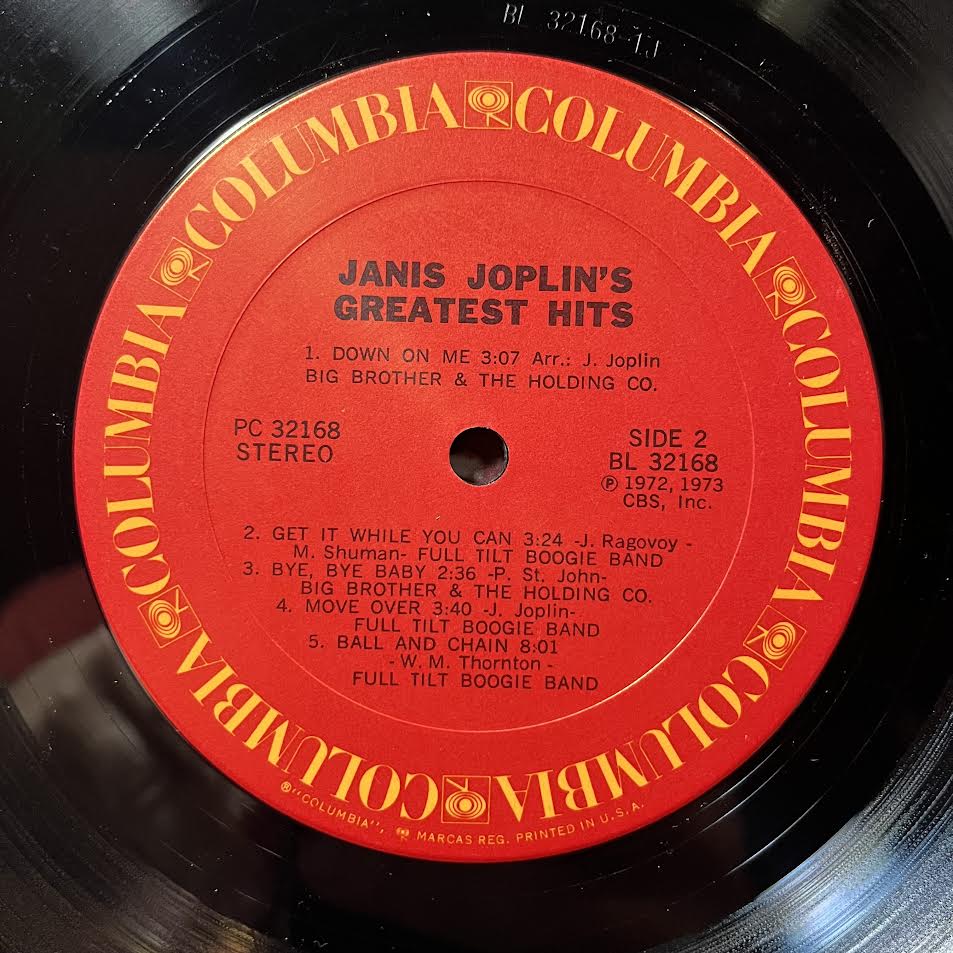 BL 32168-1J
COLUMBIA COLUMBIA COLUMBIA COLUMBIA COLUMBIA COLUMBIA
JANIS JOPLIN'S
GREATEST HITS
1. DOWN ON ME 3:07 Arr.: J. Joplin
BIG BROTHER & THE HOLDING CO.
PC 32168
STEREO
SIDE 2
BL 32168
℗ 1972, 1973
CBS, Inc.
2. GET IT WHILE YOU CAN 3:24 -J. Ragovoy -
M. Shuman- FULL TILT BOOGIE BAND
3. BYE, BYE BABY 2:36 -P. St. John-
BIG BROTHER & THE HOLDING CO.
4. MOVE OVER 3:40 -J. Joplin-
FULL TILT BOOGIE BAND
5. BALL AND CHAIN 8:01
- W. M. Thornton -
FULL TILT BOOGIE BAND
®"COLUMBIA", MARCAS REG. PRINTED IN U.S.A.